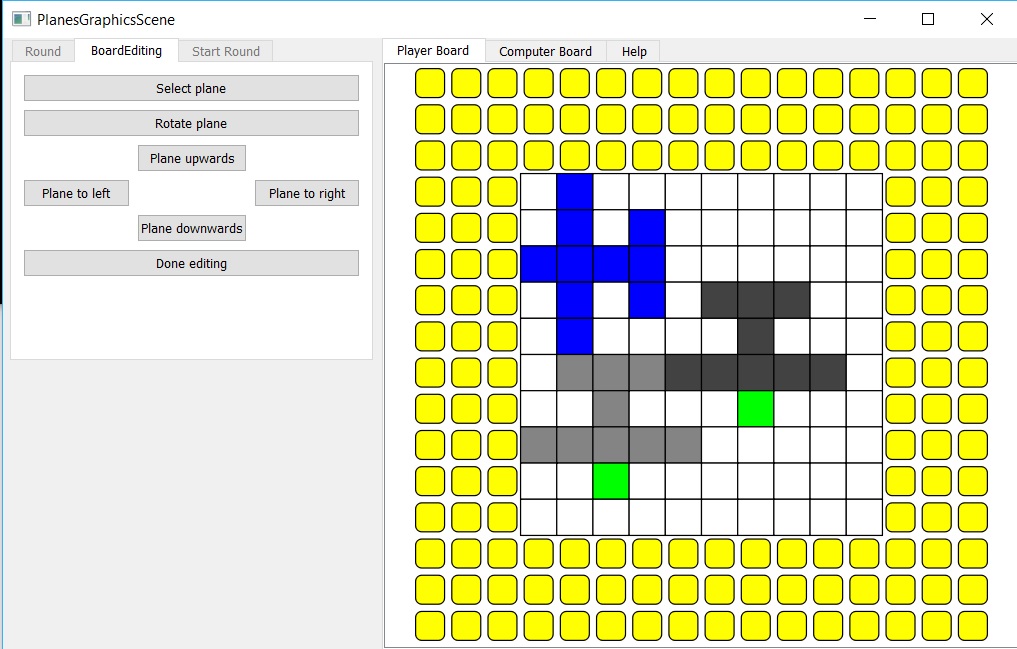 PlanesGraphicsScene
Round BoardEditing Start Round
Player Board Computer Board Help
Select plane
Rotate plane
Plane upwards
Plane to left Plane to right
Plane downwards
Done editing